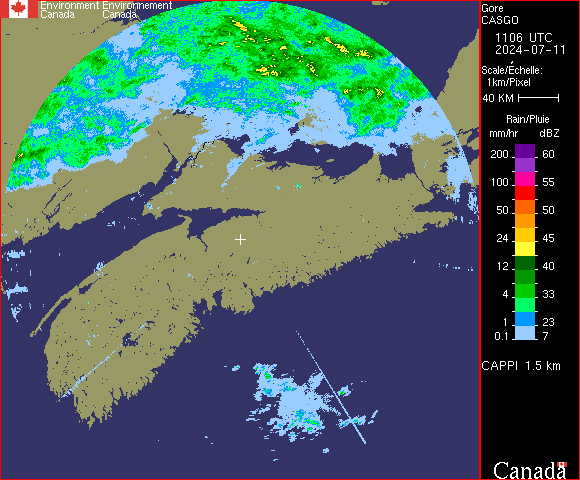 Environment Environnement
Canada Canada
Gore
CASGO
1106 UTC
2024-07-11
Scale/Échelle:
1km/Pixel
40 KM
Rain/Pluie
mm/hr dBZ
200 60
100 55
50 50
24 45
12 40
4 33
1 23
0.1 7
CAPPI 1.5 km
Canada